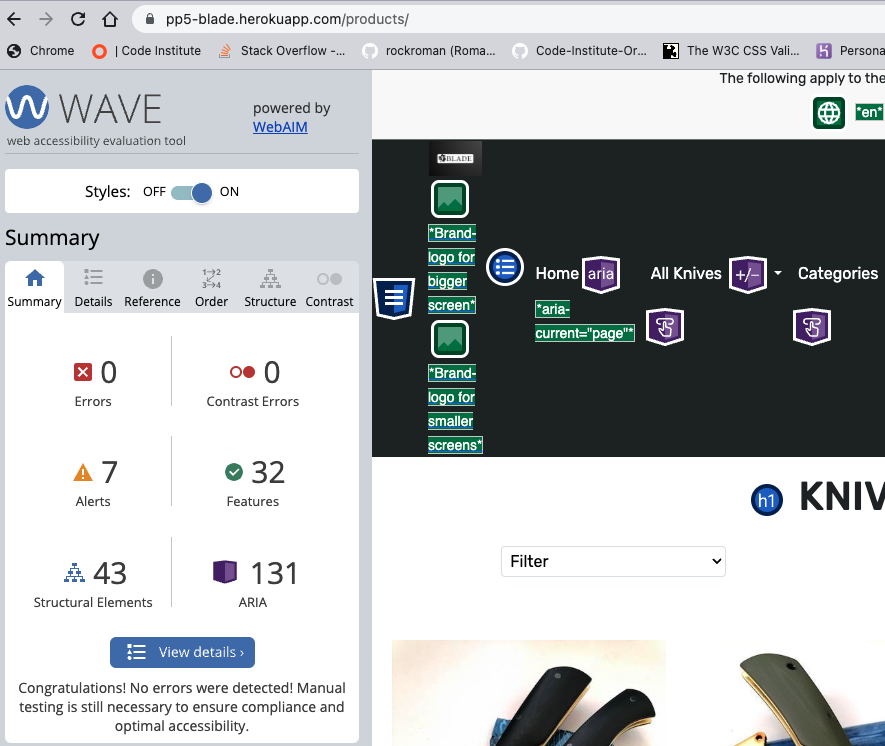 pp5-blade.herokuapp.com/products/
Chrome
| Code Institute
Stack Overflow -...
rockroman (Roma...
Code-Institute-Or...
The W3C CSS Vali...
Persona
WAVE
web accessibility evaluation tool
powered by
WebAIM
Styles: OFF ON
Summary
Summary Details Reference Order Structure Contrast
1→2
3→4
0
Errors
0
Contrast Errors
7
Alerts
32
Features
43
Structural Elements
131
ARIA
View details ›
Congratulations! No errors were detected! Manual
testing is still necessary to ensure compliance and
optimal accessibility.
The following apply to the
*en*
BLADE
*Brand-
logo for
bigger
screen*
*Brand-
logo for
smaller
screens*
Home aria All Knives +/− Categories
*aria-
current="page"*
h1 KNIV
Filter